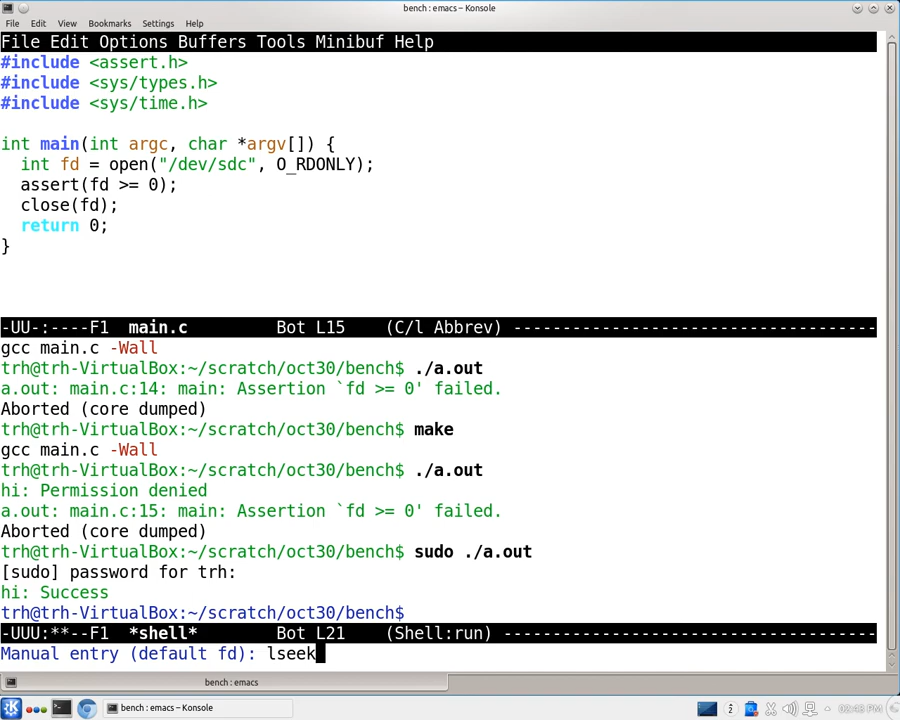 bench : emacs - Konsole
File Edit View Bookmarks Settings Help
File Edit Options Buffers Tools Minibuf Help
#include <assert.h>
#include <sys/types.h>
#include <sys/time.h>
int main(int argc, char *argv[]) {
  int fd = open("/dev/sdc", O_RDONLY);
  assert(fd >= 0);
  close(fd);
  return 0;
}
-UU-:----F1  main.c         Bot L15    (C/l Abbrev) -------------------------------------
gcc main.c -Wall
trh@trh-VirtualBox:~/scratch/oct30/bench$ ./a.out
a.out: main.c:14: main: Assertion `fd >= 0' failed.
Aborted (core dumped)
trh@trh-VirtualBox:~/scratch/oct30/bench$ make
gcc main.c -Wall
trh@trh-VirtualBox:~/scratch/oct30/bench$ ./a.out
hi: Permission denied
a.out: main.c:15: main: Assertion `fd >= 0' failed.
Aborted (core dumped)
trh@trh-VirtualBox:~/scratch/oct30/bench$ sudo ./a.out
[sudo] password for trh:
hi: Success
trh@trh-VirtualBox:~/scratch/oct30/bench$
-UUU:**--F1  *shell*        Bot L21    (Shell:run) --------------------------------------
Manual entry (default fd): lseek
bench : emacs
bench : emacs - Konsole
2
02:43 PM